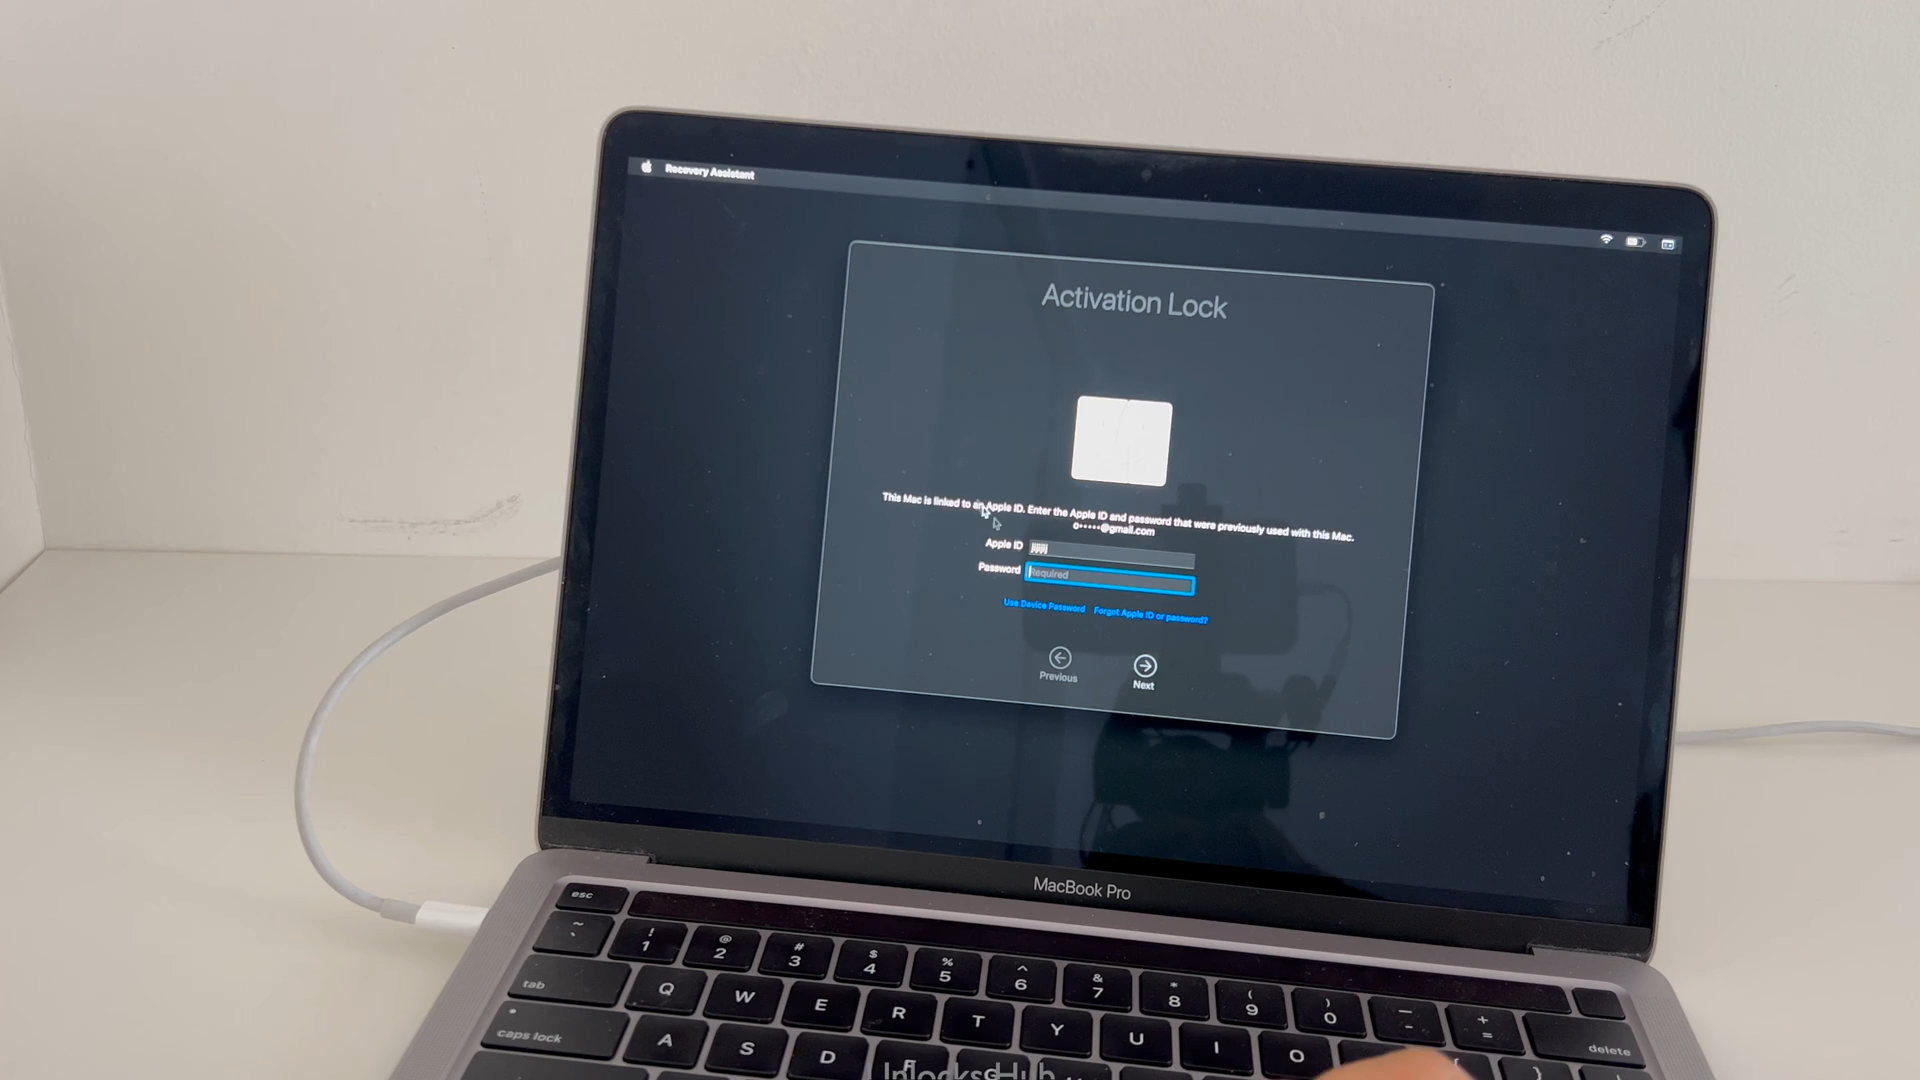 Recovery Assistant
Activation Lock
This Mac is linked to an Apple ID. Enter the Apple ID and password that were previously used with this Mac.
o•••••@gmail.com
Apple ID jijijij
Password Required
Use Device Password Forgot Apple ID or password?
Previous Next
MacBook Pro
esc
~ ` ! 1 @ 2 # 3 $ 4 % 5 ^ 6 & 7 * 8 ( 9 ) 0 — - + =
tab Q W E R T Y U I O
delete
caps lock A S D